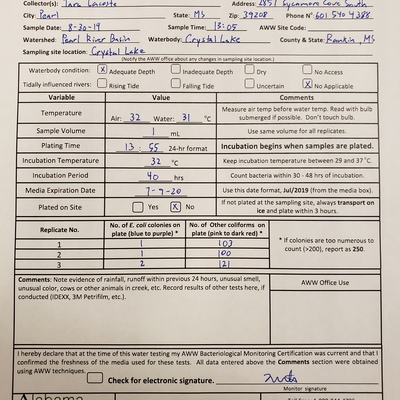 Collector(s): Tara Lacoste Address: 2851 Sycamore Cove South
City: Pearl State: MS Zip: 39208 Phone N° 601 540 4388
Sample Date: 8-30-19 Sample Time: 13:05 AWW Site Code:
Watershed: Pearl River Basin Waterbody: Crystal Lake County & State: Rankin, MS
Sampling site location: Crystal Lake
(Notify the AWW office about any changes in sampling site location)
Waterbody condition: X Adequate Depth Inadequate Depth Dry No Access
Tidally influenced rivers: Rising Tide Falling Tide Uncertain X No Applicable
Variable Value Comments
Temperature Air: 32 Water: 31 °C Measure air temperature before water. Read with bulb submerged if possible. Don't touch bulb.
Sample Volume 1 mL Use same volume for all replicates.
Plating Time 13 : 55 24-hr format Incubation begins when samples are plated.
Incubation Temperature 32 °C Keep incubation temperature between 29 and 37 °C.
Incubation Period 40 hrs Count bacteria within 30 - 48 hrs of incubation.
Media Expiration Date 7-9-20 Use this date format, Jul/2019 (from the media box).
Plated on Site Yes X No If not plated at the sampling site, always transport on ice and plate within 3 hours.
Replicate No. No. of E. coli colonies on plate (blue to purple) * No. of Other coliforms on plate (pink to dark red) *
1 1 103
2 1 100
3 2 121
* If colonies are too numerous to count (>200), report as 250.
Comments: Note evidence of rainfall, runoff within previous 24 hours, unusual smell,
unusual color, cows or other animals in creek, etc. Record results of other tests here, if
conducted (IDEXX, 3M Petrifilm, etc.).
AWW Office Use
I hereby declare that at the time of this water testing my AWW Bacteriological Monitoring Certification was current and that I
confirmed the freshness of the media used for these tests. All data entered above the Comments section were obtained
using AWW techniques.
Check for electronic signature.
Monitor signature
Alabama